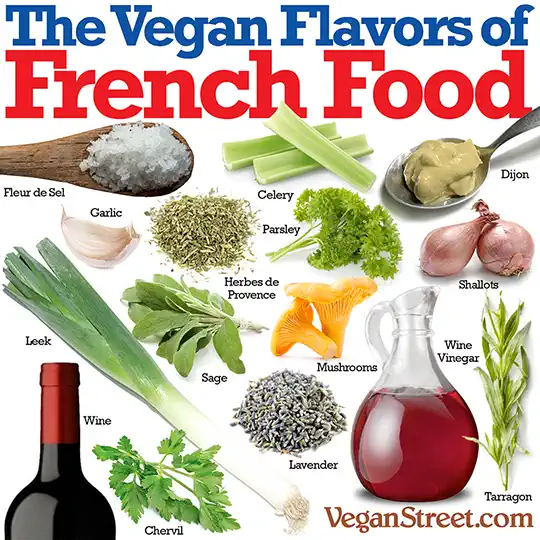 The Vegan Flavors of
French Food
Fleur de Sel
Celery
Dijon
Garlic
Parsley
Herbes de
Provence
Shallots
Leek
Sage
Mushrooms
Wine
Vinegar
Wine
Lavender
Chervil
Tarragon
VeganStreet.com